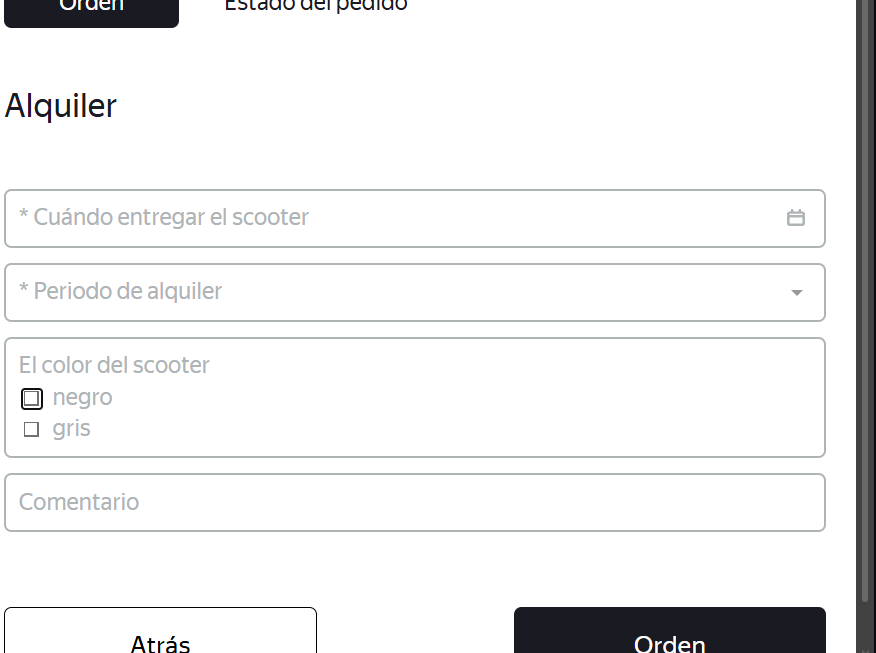 Orden
Estado del pedido
Alquiler
* Cuándo entregar el scooter
* Periodo de alquiler
El color del scooter
negro
gris
Comentario
Atrás
Orden